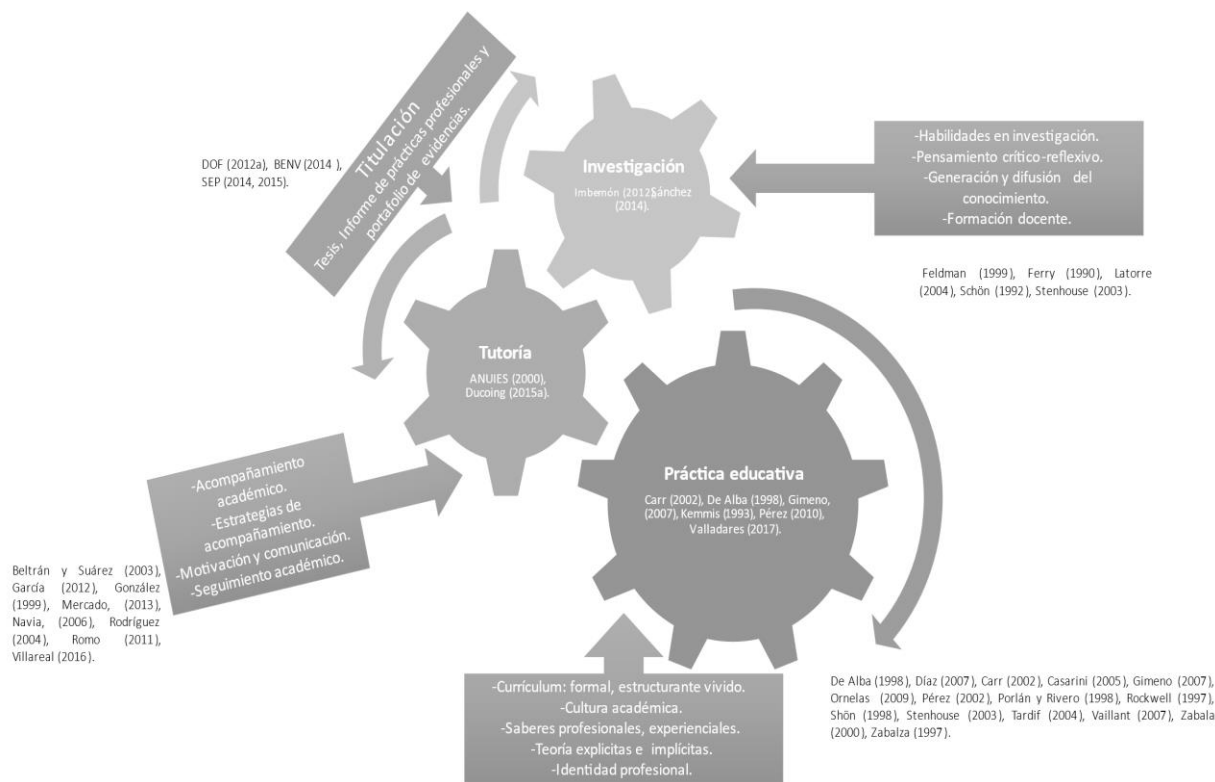 Titulación
Tesis, Informe de prácticas profesionales y
portafolio de evidencias.
DOF (2012a), BENV (2014 ),
SEP (2014, 2015).
Investigación
Imbernón (2012), Sánchez
(2014).
-Habilidades en investigación.
-Pensamiento crítico-reflexivo.
-Generación y difusión del
conocimiento.
-Formación docente.
Feldman (1999), Ferry (1990), Latorre
(2004), Schön (1992), Stenhouse (2003).
Tutoría
ANUIES (2000),
Ducoing (2015a).
-Acompañamiento
académico.
-Estrategias de
acompañamiento.
-Motivación y comunicación.
-Seguimiento académico.
Beltrán y Suárez (2003),
García (2012), González
(1999), Mercado, (2013),
Navia, (2006), Rodríguez
(2004), Romo (2011),
Villareal (2016).
Práctica educativa
Carr (2002), De Alba (1998), Gimeno,
(2007), Kemmis (1993), Pérez (2010),
Valladares (2017).
-Currículum: formal, estructurante vivido.
-Cultura académica.
-Saberes profesionales, experienciales.
-Teoría explicitas e implícitas.
-Identidad profesional.
De Alba (1998), Díaz (2007), Carr (2002), Casarini (2005), Gimeno (2007),
Ornelas (2009), Pérez (2002), Porlán y Rivero (1998), Rockwell (1997),
Shön (1998), Stenhouse (2003), Tardif (2004), Vaillant (2007), Zabala
(2000), Zabalza (1997).